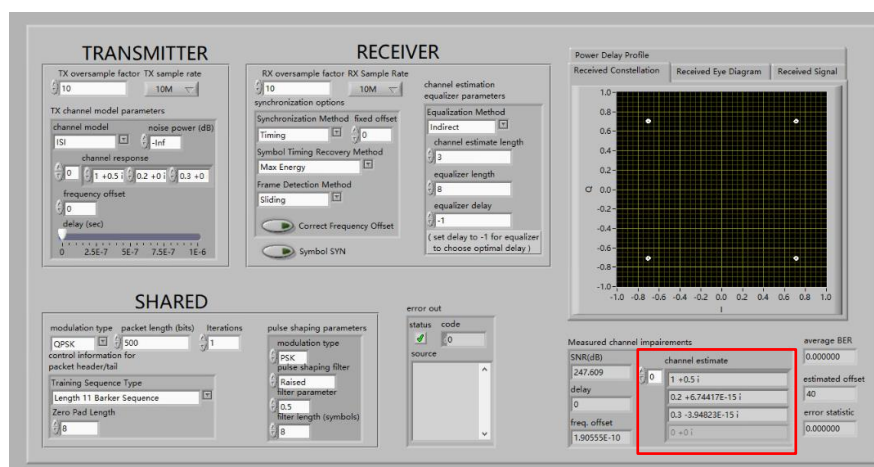 TRANSMITTER
TX oversample factor TX sample rate
10 10M
TX channel model parameters
channel model noise power (dB)
ISI -Inf
channel response
0 1 +0.5 i 0.2 +0 i 0.3 +0
frequency offset
0
delay (sec)
0 2.5E-7 5E-7 7.5E-7 1E-6
RECEIVER
RX oversample factor RX Sample Rate
10 10M
synchronization options
Synchronization Method fixed offset
Timing 0
Symbol Timing Recovery Method
Max Energy
Frame Detection Method
Sliding
Correct Frequency Offset
Symbol SYN
channel estimation
equalizer parameters
Equalization Method
Indirect
channel estimate length
3
equalizer length
8
equalizer delay
-1
( set delay to -1 for equalizer
to choose optimal delay )
Power Delay Profile
Received Constellation Received Eye Diagram Received Signal
1.0-
0.8-
0.6-
0.4-
0.2-
0.0-
-0.2-
-0.4-
-0.6-
-0.8-
-1.0-
Q
-1.0 -0.8 -0.6 -0.4 -0.2 0.0 0.2 0.4 0.6 0.8 1.0
I
SHARED
modulation type packet length (bits) Iterations
QPSK 500 1
control information for
packet header/tail
Training Sequence Type
Length 11 Barker Sequence
Zero Pad Length
8
pulse shaping parameters
modulation type
PSK
pulse shaping filter
Raised
filter parameter
0.5
filter length (symbols)
8
error out
status code
0
source
Measured channel impairements
SNR(dB)
247.609
delay
0
freq. offset
1.90555E-10
channel estimate
0 1 +0.5 i
0.2 +6.74417E-15 i
0.3 -3.94823E-15 i
0 +0 i
average BER
0.000000
estimated offset
40
error statistic
0.000000